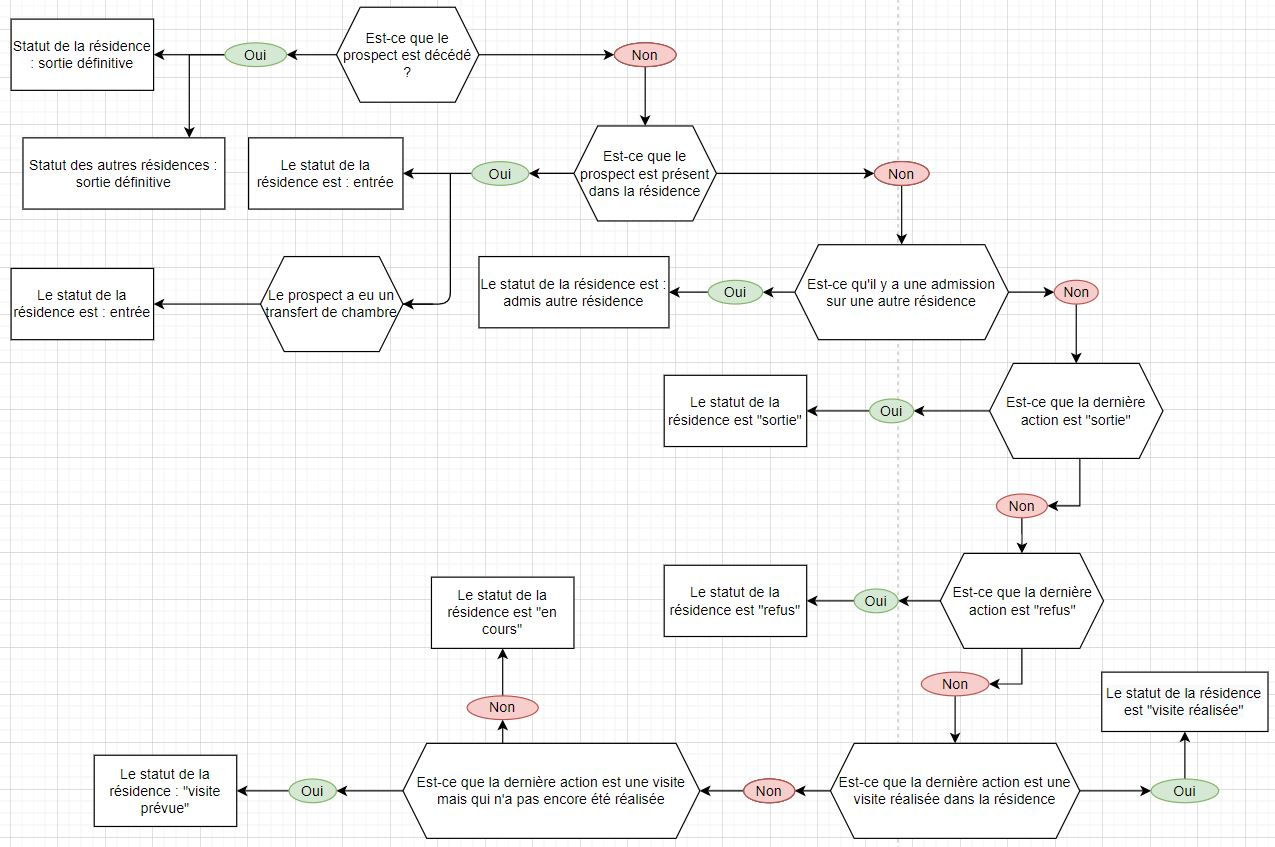 Statut de la résidence
: sortie définitive
Oui
Est-ce que le
prospect est décédé
?
Non
Statut des autres résidences :
sortie définitive
Le statut de la
résidence est : entrée
Oui
Est-ce que le
prospect est présent
dans la résidence
Non
Le statut de la
résidence est : entrée
Le prospect a eu un
transfert de chambre
Le statut de la résidence est :
admis autre résidence
Oui
Est-ce qu'il y a une admission
sur une autre résidence
Non
Le statut de la
résidence est "sortie"
Oui
Est-ce que la dernière
action est "sortie"
Non
Le statut de la
résidence est "refus"
Oui
Est-ce que la dernière
action est "refus"
Le statut de la
résidence est "en
cours"
Non
Le statut de la résidence
est "visite réalisée"
Non
Le statut de la
résidence : "visite
prévue"
Oui
Est-ce que la dernière action est une visite
mais qui n'a pas encore été réalisée
Non
Est-ce que la dernière action est une
visite réalisée dans la résidence
Oui